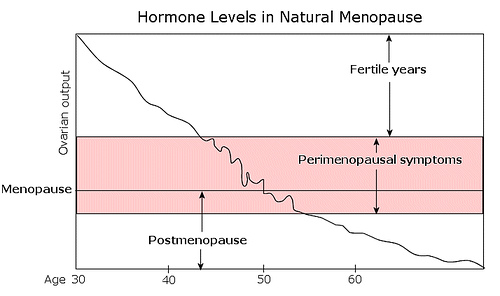 Hormone Levels in Natural Menopause
Fertile years
Ovarian output
Perimenopausal symptoms
Menopause
Postmenopause
Age 30 40 50 60